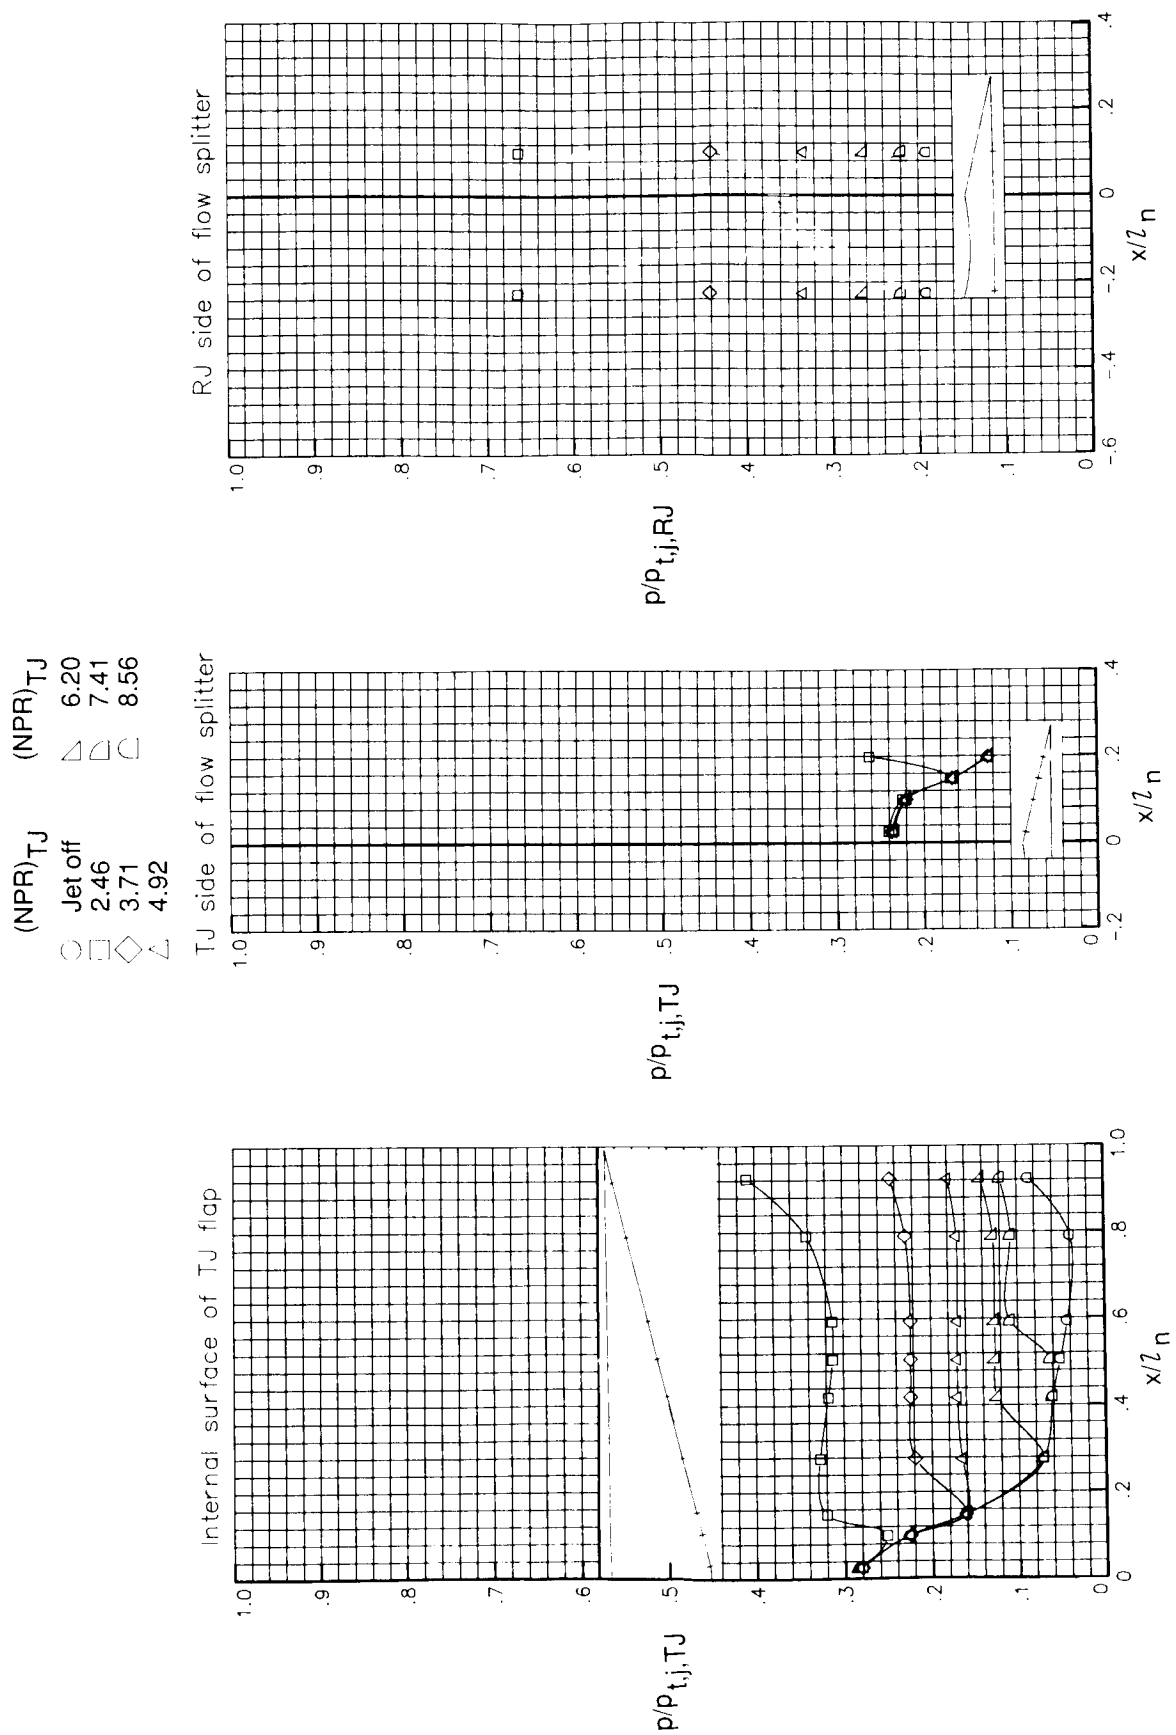 (NPR)TJ (NPR)TJ
Jet off 6.20
2.46 7.41
3.71 8.56
4.92
Internal surface of TJ flap
1.0
.9
.8
.7
.6
.5
.4
.3
.2
.1
0
p/pt,j,TJ
0 .2 .4 .6 .8 1.0
x/ln
TJ side of flow splitter
1.0
.9
.8
.7
.6
.5
.4
.3
.2
.1
0
p/pt,j,TJ
-.2 0 .2 .4
x/ln
RJ side of flow splitter
1.0
.9
.8
.7
.6
.5
.4
.3
.2
.1
0
p/pt,j,RJ
-.6 -.4 -.2 0 .2 .4
x/ln